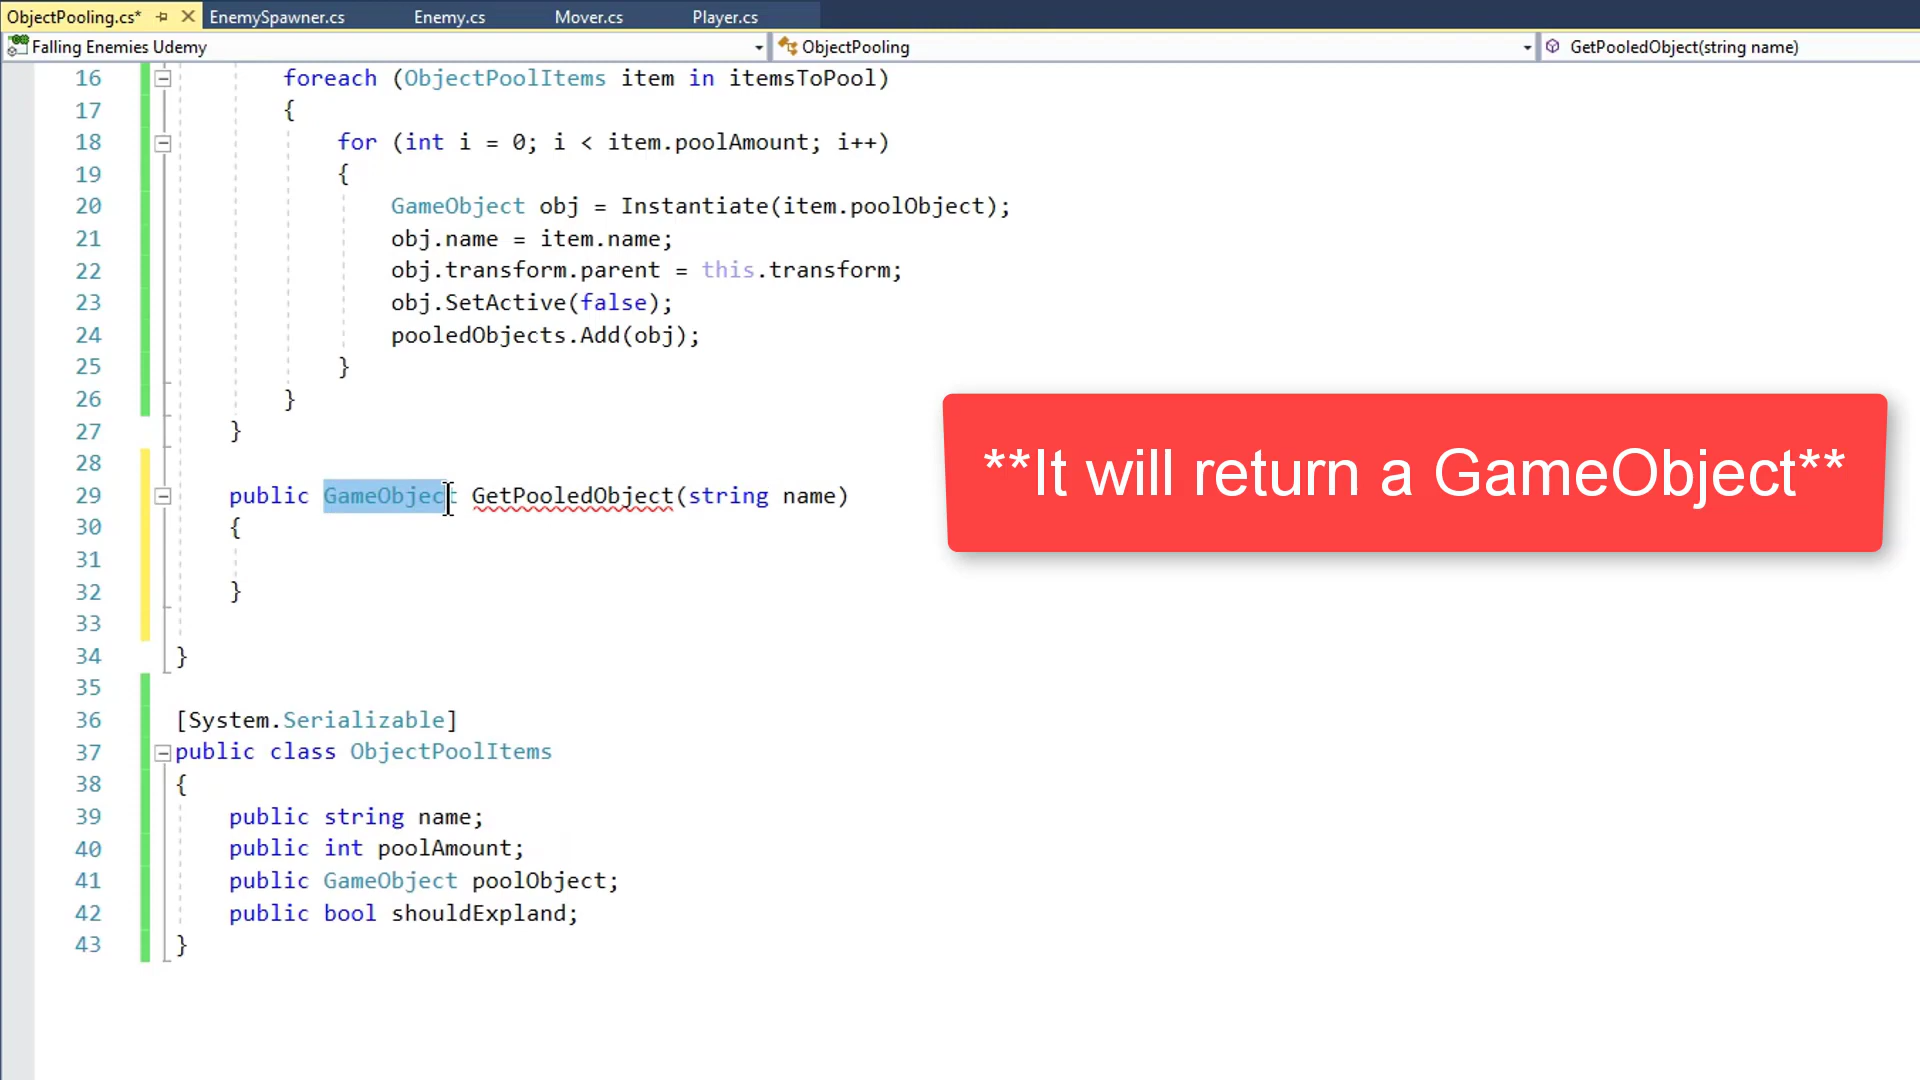 ObjectPooling.cs* EnemySpawner.cs Enemy.cs Mover.cs Player.cs
Falling Enemies Udemy ObjectPooling GetPooledObject(string name)
16 foreach (ObjectPoolItems item in itemsToPool)
17 {
18 for (int i = 0; i < item.poolAmount; i++)
19 {
20 GameObject obj = Instantiate(item.poolObject);
21 obj.name = item.name;
22 obj.transform.parent = this.transform;
23 obj.SetActive(false);
24 pooledObjects.Add(obj);
25 }
26 }
27 }
28
29 public GameObject GetPooledObject(string name)
30 {
31
32 }
33
34 }
35
36 [System.Serializable]
37 public class ObjectPoolItems
38 {
39 public string name;
40 public int poolAmount;
41 public GameObject poolObject;
42 public bool shouldExpland;
43 }
**It will return a GameObject**